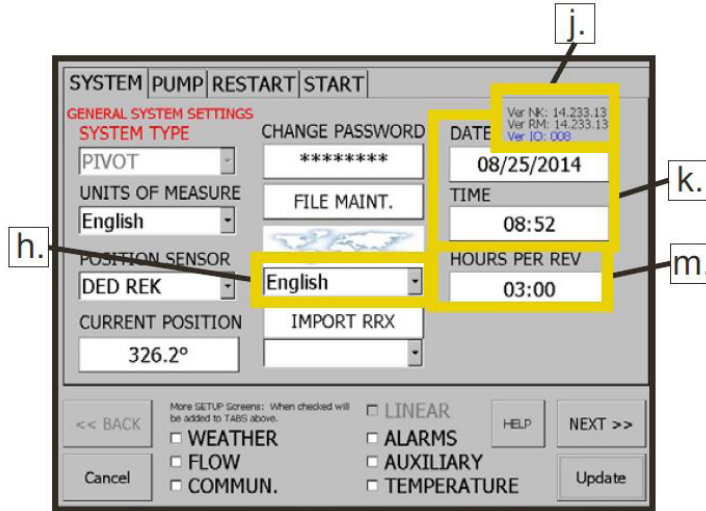 j.
SYSTEM PUMP RESTART START
GENERAL SYSTEM SETTINGS
SYSTEM TYPE
PIVOT
UNITS OF MEASURE
English
POSITION SENSOR
DED REK
CURRENT POSITION
326.2º
CHANGE PASSWORD
********
FILE MAINT.
English
IMPORT RRX
Ver NK: 14.233.13
Ver RM: 14.233.13
Ver IO: 008
DATE
08/25/2014
TIME
08:52
HOURS PER REV
03:00
h.
k.
m.
<< BACK
Cancel
More SETUP Screens: When checked will
be added to TABS above.
WEATHER
FLOW
COMMUN.
LINEAR
ALARMS
AUXILIARY
TEMPERATURE
HELP
NEXT >>
Update